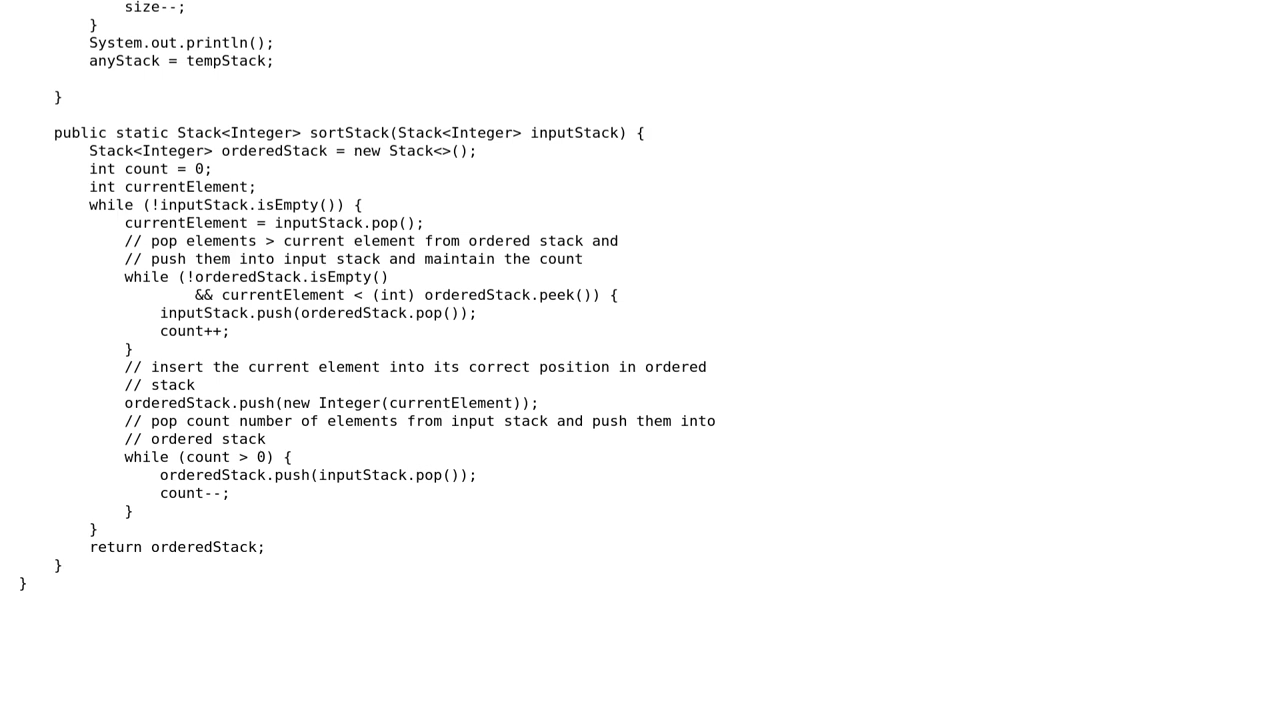 size--;
        }
        System.out.println();
        anyStack = tempStack;

    }

    public static Stack<Integer> sortStack(Stack<Integer> inputStack) {
        Stack<Integer> orderedStack = new Stack<>();
        int count = 0;
        int currentElement;
        while (!inputStack.isEmpty()) {
            currentElement = inputStack.pop();
            // pop elements > current element from ordered stack and
            // push them into input stack and maintain the count
            while (!orderedStack.isEmpty()
                    && currentElement < (int) orderedStack.peek()) {
                inputStack.push(orderedStack.pop());
                count++;
            }
            // insert the current element into its correct position in ordered
            // stack
            orderedStack.push(new Integer(currentElement));
            // pop count number of elements from input stack and push them into
            // ordered stack
            while (count > 0) {
                orderedStack.push(inputStack.pop());
                count--;
            }
        }
        return orderedStack;
    }
}